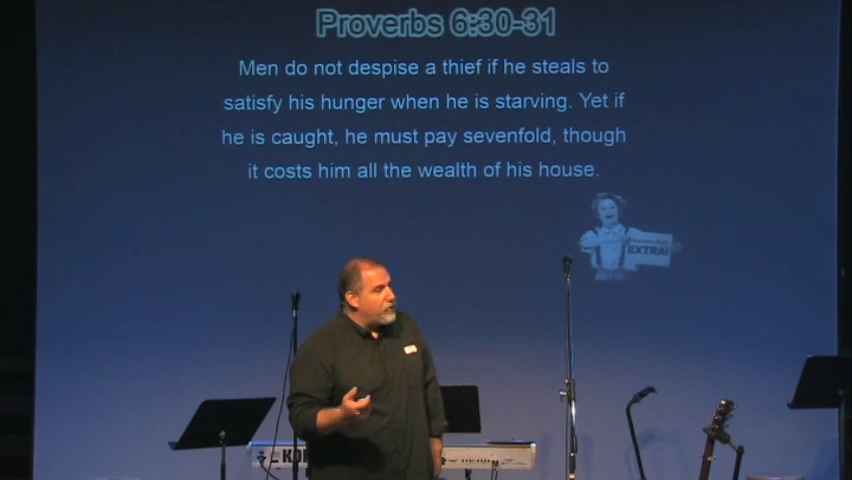 Proverbs 6:30-31
Men do not despise a thief if he steals to
satisfy his hunger when he is starving. Yet if
he is caught, he must pay sevenfold, though
it costs him all the wealth of his house.
EXTRA!
KOR